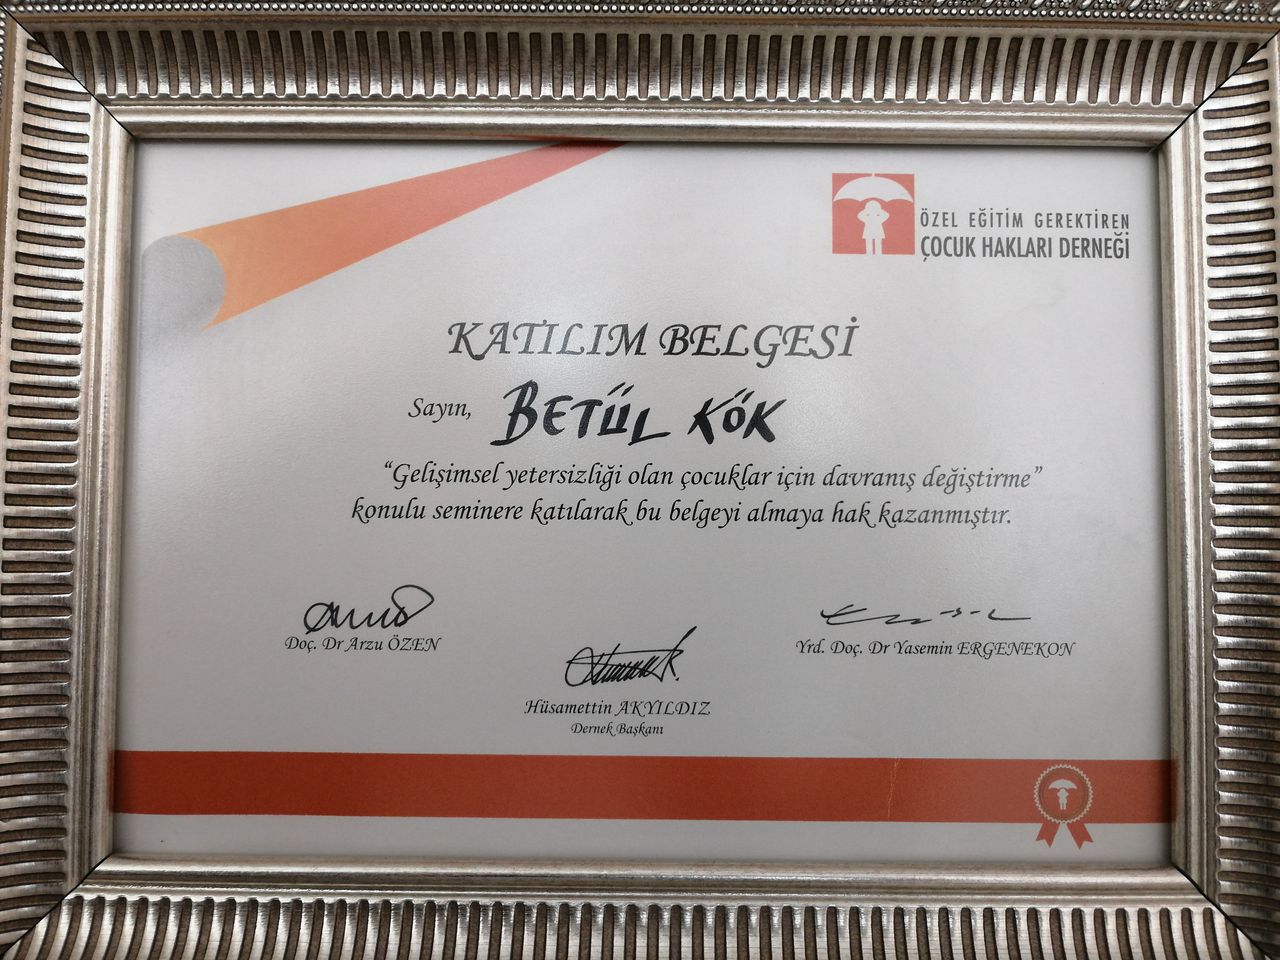 ÖZEL EĞİTİM GEREKTİREN
ÇOCUK HAKLARI DERNEĞİ
KATILIM BELGESİ
Sayın, BETÜL KÖK
“Gelişimsel yetersizliği olan çocuklar için davranış değiştirme”
konulu seminere katılarak bu belgeyi almaya hak kazanmıştır.
Doç. Dr Arzu ÖZEN
Yrd. Doç. Dr Yasemin ERGENEKON
Hüsamettin AKYILDIZ
Dernek Başkanı